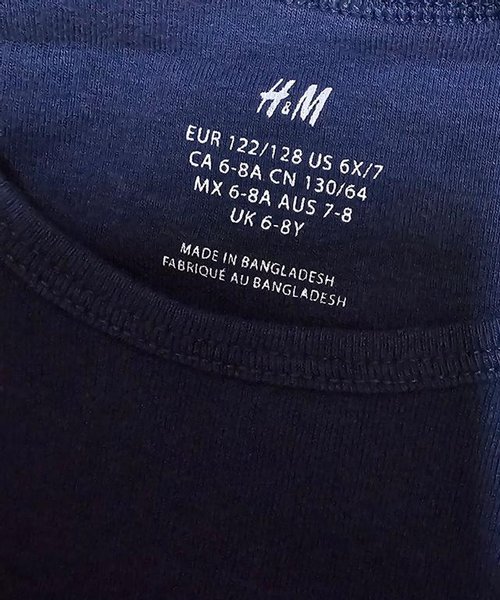 H&M
EUR 122/128 US 6X/7
CA 6-8A CN 130/64
MX 6-8A AUS 7-8
UK 6-8Y
MADE IN BANGLADESH
FABRIQUÉ AU BANGLADESH